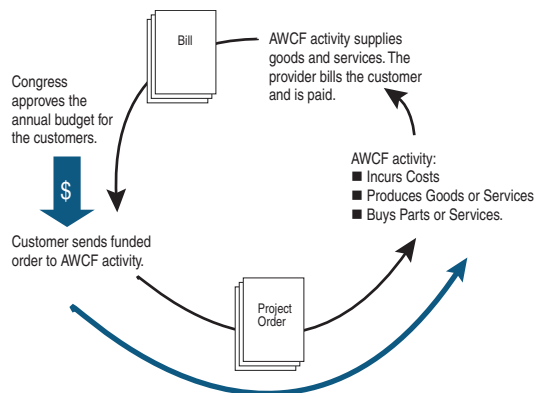 Bill
AWCF activity supplies
goods and services. The
provider bills the customer
and is paid.
Congress
approves the
annual budget for
the customers.
$
AWCF activity:
■ Incurs Costs
■ Produces Goods or Services
■ Buys Parts or Services.
Customer sends funded
order to AWCF activity.
Project
Order